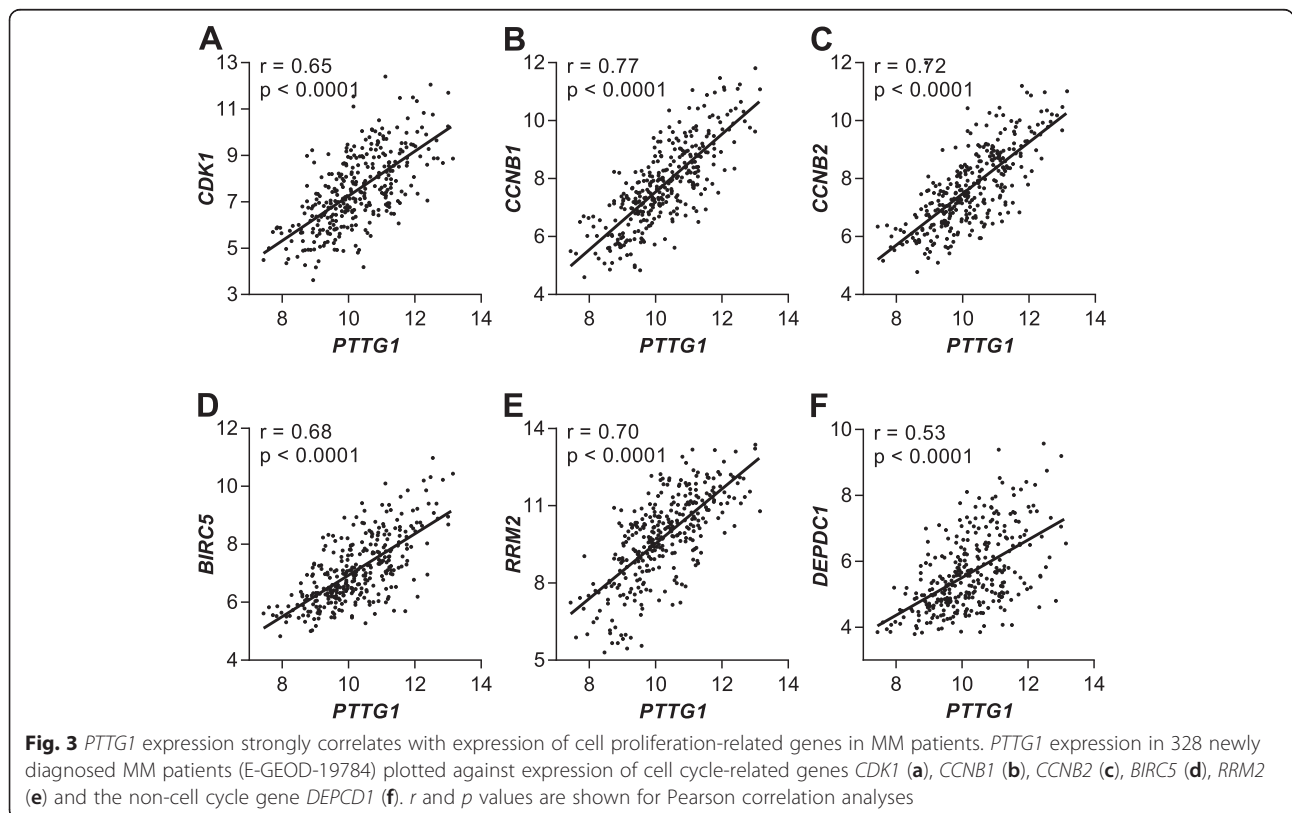 A
r = 0.65
p < 0.0001
13
11
9
7
5
3
CDK1
8 10 12 14
PTTG1
B
r = 0.77
p < 0.0001
12
10
8
6
4
CCNB1
8 10 12 14
PTTG1
C
r = 0.72
p < 0.0001
12
10
8
6
4
CCNB2
8 10 12 14
PTTG1
D
r = 0.68
p < 0.0001
12
10
8
6
4
BIRC5
8 10 12 14
PTTG1
E
r = 0.70
p < 0.0001
14
11
8
5
RRM2
8 10 12 14
PTTG1
F
r = 0.53
p < 0.0001
10
8
6
4
DEPDC1
8 10 12 14
PTTG1
Fig. 3 PTTG1 expression strongly correlates with expression of cell proliferation-related genes in MM patients. PTTG1 expression in 328 newly
diagnosed MM patients (E-GEOD-19784) plotted against expression of cell cycle-related genes CDK1 (a), CCNB1 (b), CCNB2 (c), BIRC5 (d), RRM2
(e) and the non-cell cycle gene DEPCD1 (f). r and p values are shown for Pearson correlation analyses